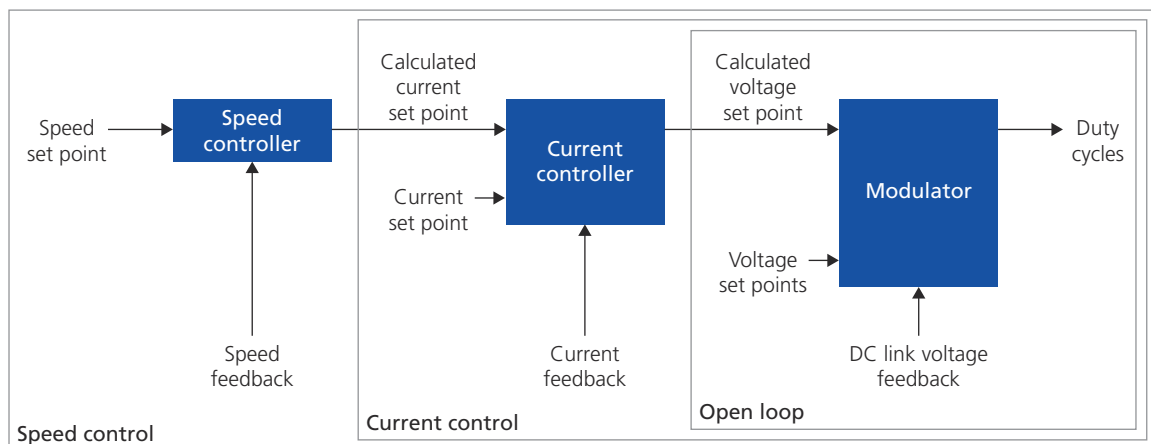 Speed
set point
Speed
controller
Speed
feedback
Calculated
current
set point
Current
set point
Current
controller
Current
feedback
Calculated
voltage
set point
Voltage
set points
Modulator
DC link voltage
feedback
Duty
cycles
Speed control
Current control
Open loop